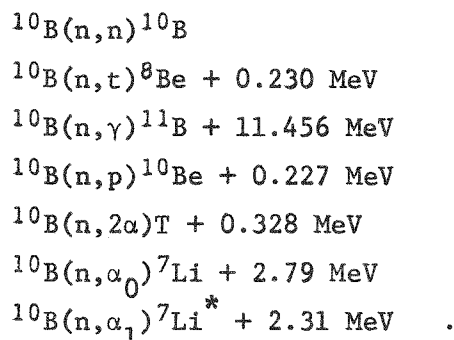 ¹⁰B(n,n)¹⁰B
¹⁰B(n,t)⁸Be + 0.230 MeV
¹⁰B(n,γ)¹¹B + 11.456 MeV
¹⁰B(n,p)¹⁰Be + 0.227 MeV
¹⁰B(n,2α)T + 0.328 MeV
¹⁰B(n,α₀)⁷Li + 2.79 MeV
¹⁰B(n,α₁)⁷Li* + 2.31 MeV .